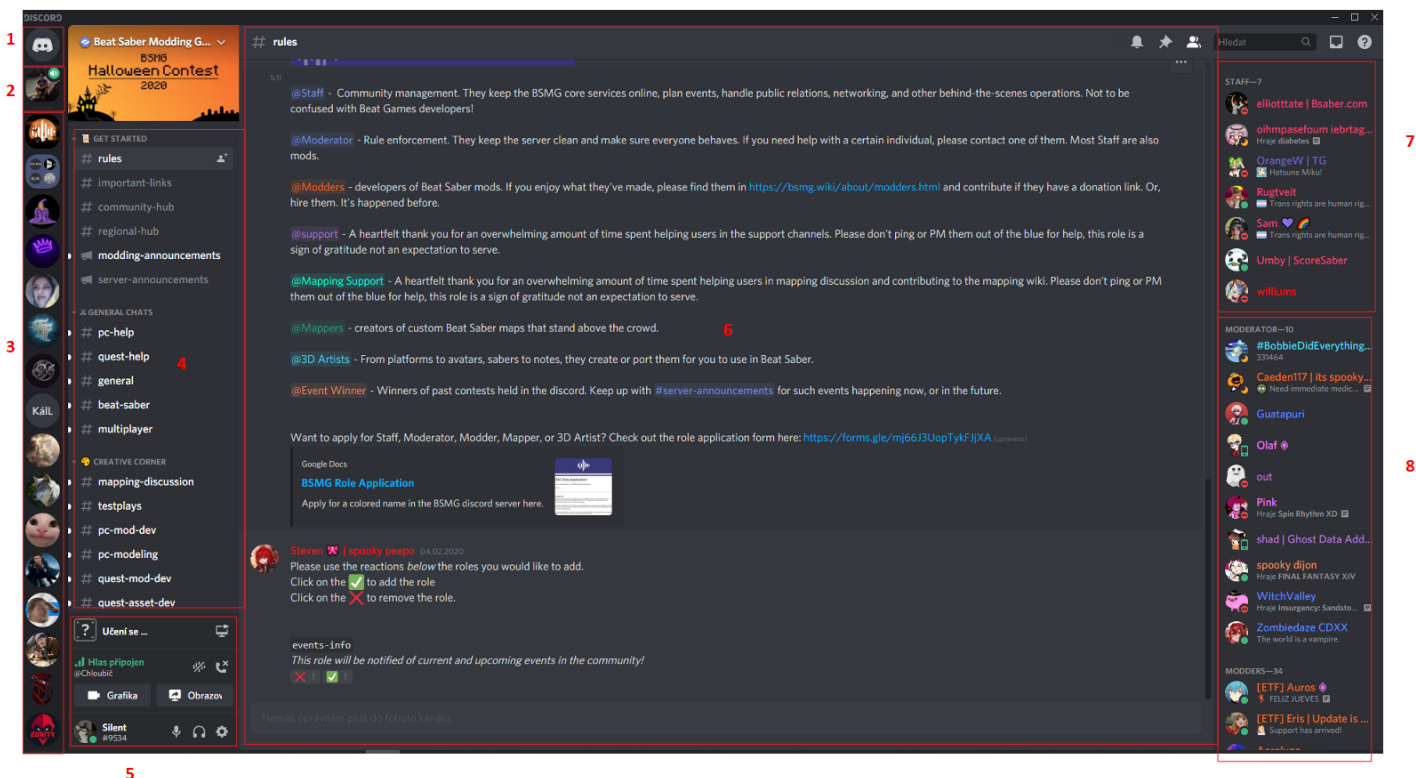 DISCORD
1
2
3
Beat Saber Modding G...
BSMG
Halloween Contest
2020
GET STARTED
# rules
# important-links
# community-hub
# regional-hub
modding-announcements
server-announcements
GENERAL CHATS
# pc-help
# quest-help
# general
# beat-saber
# multiplayer
4
CREATIVE CORNER
# mapping-discussion
# testplays
# pc-mod-dev
# pc-modeling
# quest-mod-dev
# quest-asset-dev
KálL
Učení se ...
Hlas připojen
@Chloubič
Grafika
Obrazov
Silent
#9534
5
# rules
Hledat
5:11
@Staff - Community management. They keep the BSMG core services online, plan events, handle public relations, networking, and other behind-the-scenes operations. Not to be
confused with Beat Games developers!
@Moderator - Rule enforcement. They keep the server clean and make sure everyone behaves. If you need help with a certain individual, please contact one of them. Most Staff are also
mods.
@Modders - developers of Beat Saber mods. If you enjoy what they've made, please find them in https://bsmg.wiki/about/modders.html and contribute if they have a donation link. Or,
hire them. It's happened before.
@support - A heartfelt thank you for an overwhelming amount of time spent helping users in the support channels. Please don't ping or PM them out of the blue for help, this role is a
sign of gratitude not an expectation to serve.
@Mapping Support - A heartfelt thank you for an overwhelming amount of time spent helping users in mapping discussion and contributing to the mapping wiki. Please don't ping or PM
them out of the blue for help, this role is a sign of gratitude not an expectation to serve.
@Mappers - creators of custom Beat Saber maps that stand above the crowd.
6
@3D Artists - From platforms to avatars, sabers to notes, they create or port them for you to use in Beat Saber.
@Event Winner - Winners of past contests held in the discord. Keep up with #server-announcements for such events happening now, or in the future.
Want to apply for Staff, Moderator, Modder, Mapper, or 3D Artist? Check out the role application form here: https://forms.gle/mj66J3UopTykFJjXA (upraveno)
Google Docs
BSMG Role Application
Apply for a colored name in the BSMG discord server here.
Steven | spooky peepo 04.02.2020
Please use the reactions below the roles you would like to add.
Click on the ✅ to add the role
Click on the ❌ to remove the role.
events-info
This role will be notified of current and upcoming events in the community!
❌ 1 ✅ 1
Nemáš oprávnění psát do tohoto kanálu.
STAFF—7
elliotttate | Bsaber.com
oihmpasefoum iebrtag...
Hraje diabetes
OrangeW | TG
Hatsune Miku!
Rugtveit
Trans rights are human rig...
Sam 💜 🌈
Trans rights are human rig...
Umby | ScoreSaber
williums
7
MODERATOR—10
#BobbieDidEverything...
331464
Caeden117 | its spooky...
Need immediate medic...
Guatapuri
Olaf
out
Pink
Hraje Spin Rhythm XD
shad | Ghost Data Add...
spooky dijon
Hraje FINAL FANTASY XIV
WitchValley
Hraje Insurgency: Sandsto...
Zombiedaze CDXX
The world is a vampire.
8
MODDERS—34
[ETF] Auros
FELIZ JUEVES
[ETF] Eris | Update is ...
Support has arrived!